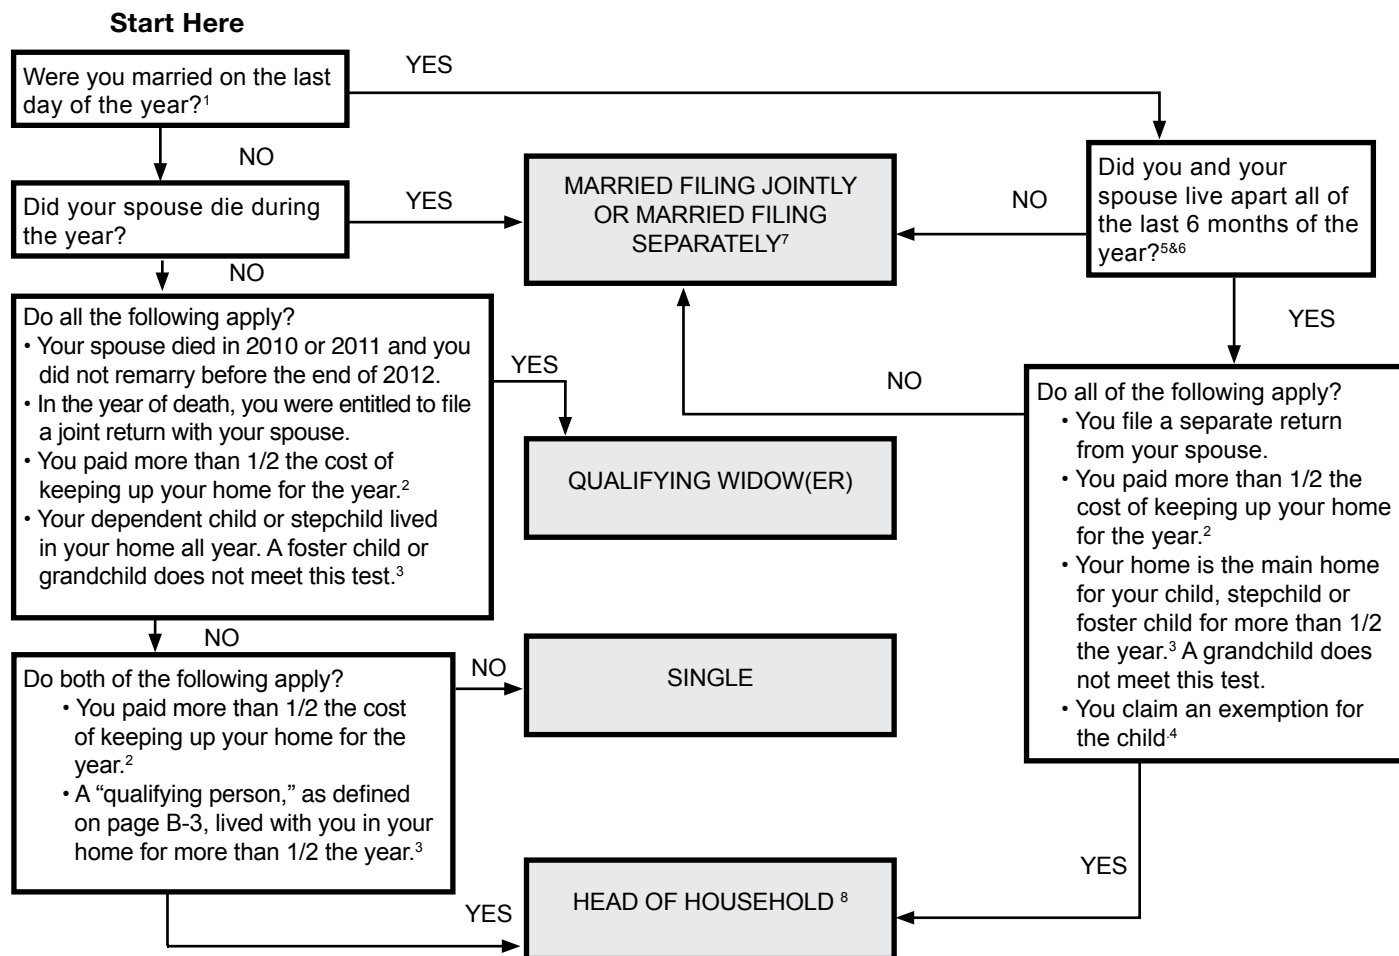 Start Here
Were you married on the last
day of the year?1
YES
NO
Did your spouse die during
the year?
YES
NO
MARRIED FILING JOINTLY
OR MARRIED FILING
SEPARATELY7
NO
Did you and your
spouse live apart all of
the last 6 months of the
year?5&6
YES
Do all the following apply?
• Your spouse died in 2010 or 2011 and you
did not remarry before the end of 2012.
• In the year of death, you were entitled to file
a joint return with your spouse.
• You paid more than 1/2 the cost of
keeping up your home for the year.2
• Your dependent child or stepchild lived
in your home all year. A foster child or
grandchild does not meet this test.3
YES
NO
QUALIFYING WIDOW(ER)
NO
Do all of the following apply?
• You file a separate return
from your spouse.
• You paid more than 1/2 the
cost of keeping up your home
for the year.2
• Your home is the main home
for your child, stepchild or
foster child for more than 1/2
the year.3 A grandchild does
not meet this test.
• You claim an exemption for
the child.4
YES
Do both of the following apply?
• You paid more than 1/2 the cost
of keeping up your home for the
year.2
• A “qualifying person,” as defined
on page B-3, lived with you in your
home for more than 1/2 the year.3
NO
SINGLE
YES
HEAD OF HOUSEHOLD 8